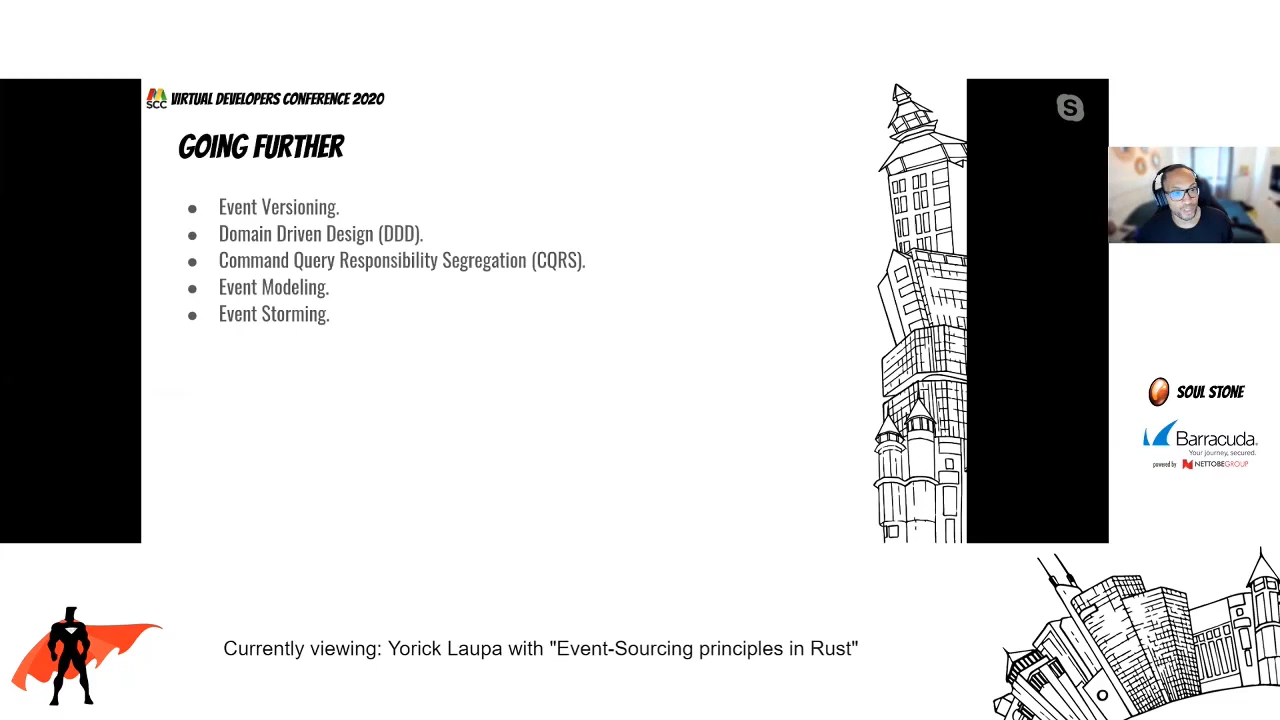 SCC VIRTUAL DEVELOPERS CONFERENCE 2020
GOING FURTHER
● Event Versioning.
● Domain Driven Design (DDD).
● Command Query Responsibility Segregation (CQRS).
● Event Modeling.
● Event Storming.
S
SOUL STONE
Barracuda.
Your journey, secured.
powered by NETTOBEGROUP
Currently viewing: Yorick Laupa with "Event-Sourcing principles in Rust"